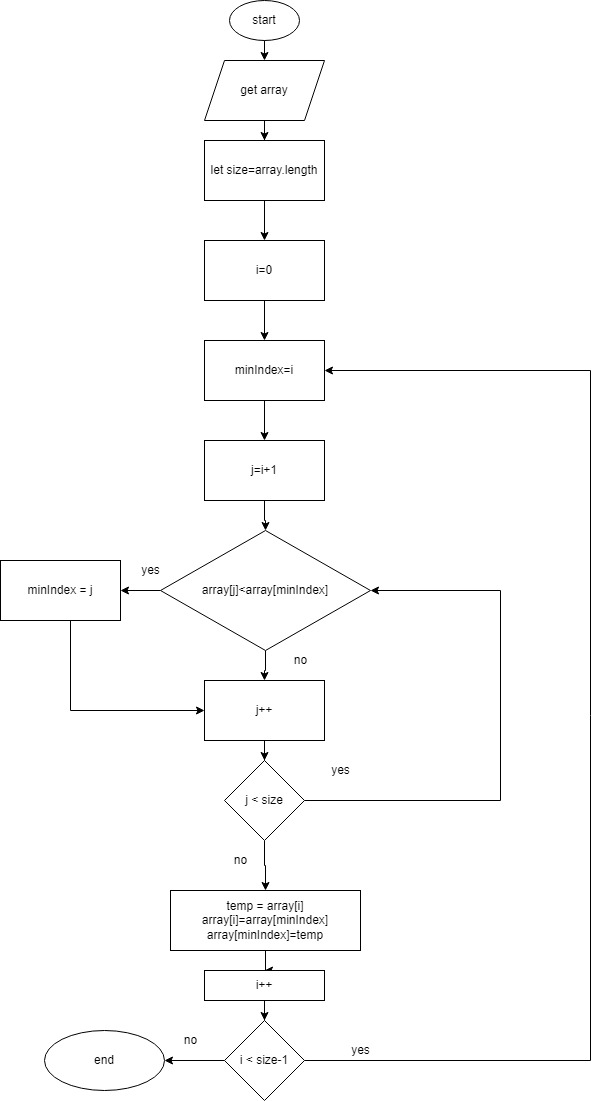 start
get array
let size=array.length
i=0
minIndex=i
j=i+1
array[j]<array[minIndex]
yes
minIndex = j
no
j++
j < size
yes
no
temp = array[i]
array[i]=array[minIndex]
array[minIndex]=temp
i++
i < size-1
no
yes
end